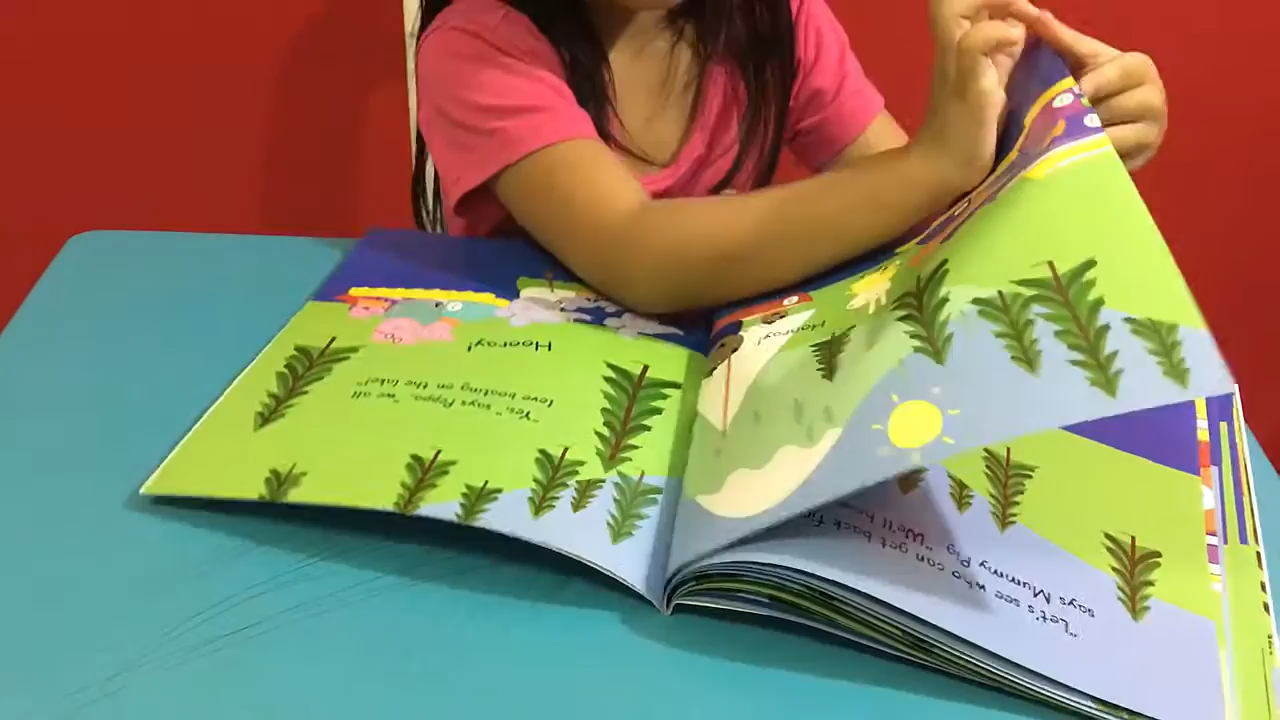 "Yes," says Peppa, "we all
love boating on the lake!"
Hooray!
Hooray!
"Let's see who can get back
says Mummy Pig. "We'll